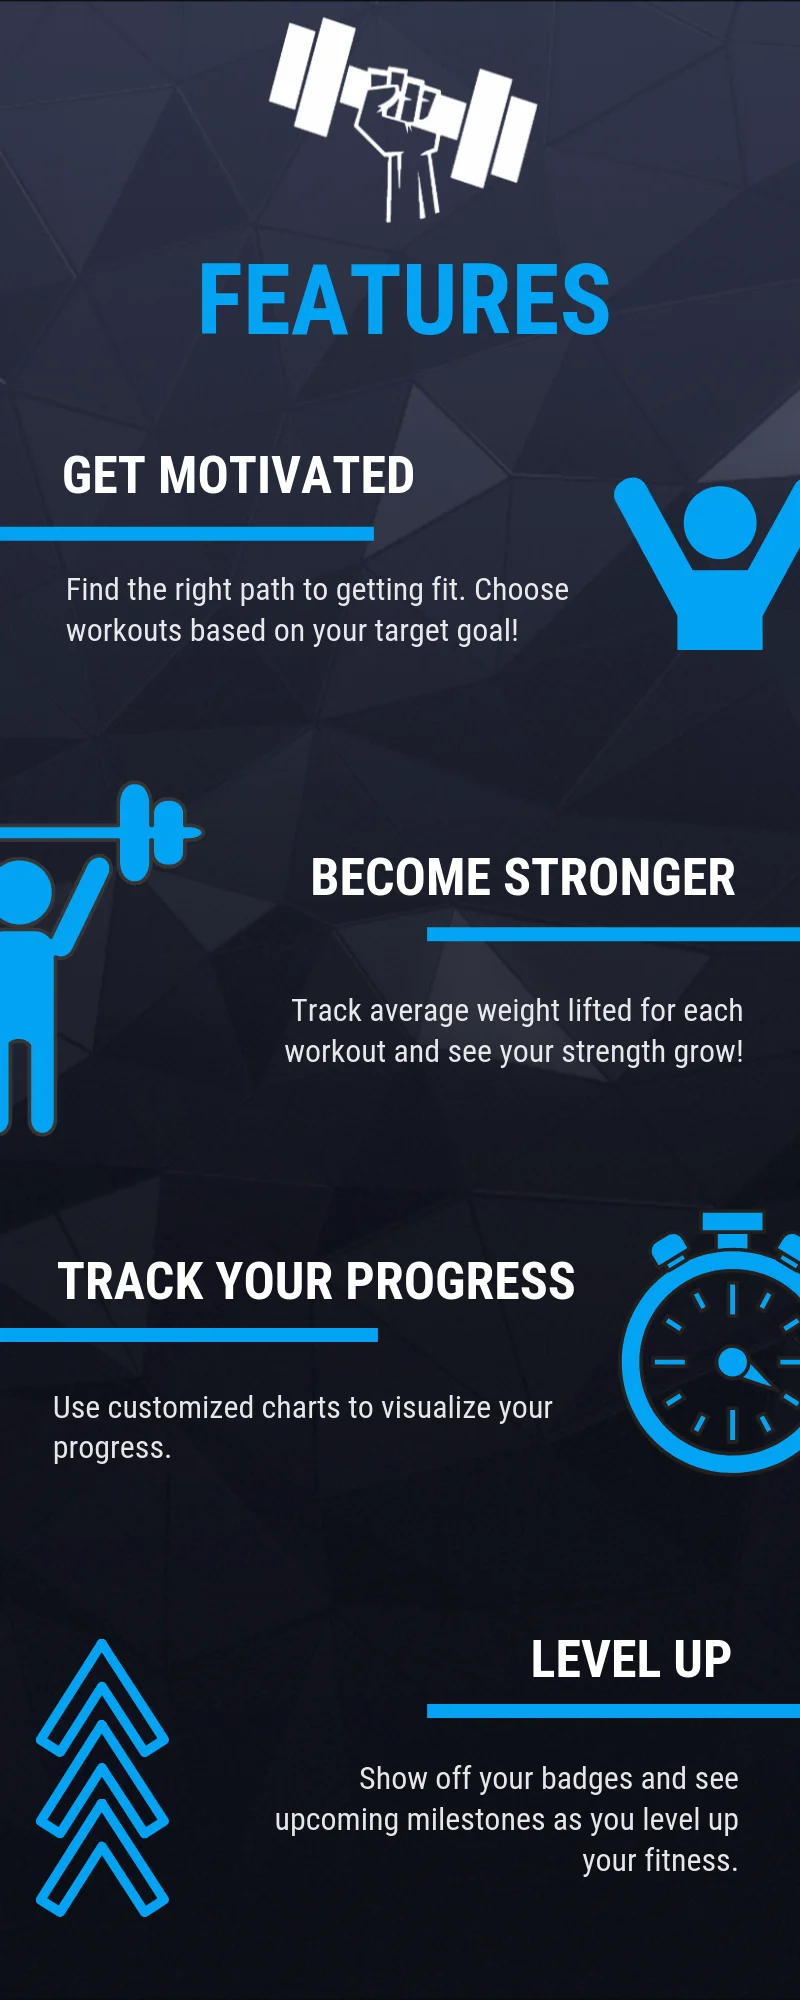 FEATURES
GET MOTIVATED
Find the right path to getting fit. Choose
workouts based on your target goal!
BECOME STRONGER
Track average weight lifted for each
workout and see your strength grow!
TRACK YOUR PROGRESS
Use customized charts to visualize your
progress.
LEVEL UP
Show off your badges and see
upcoming milestones as you level up
your fitness.